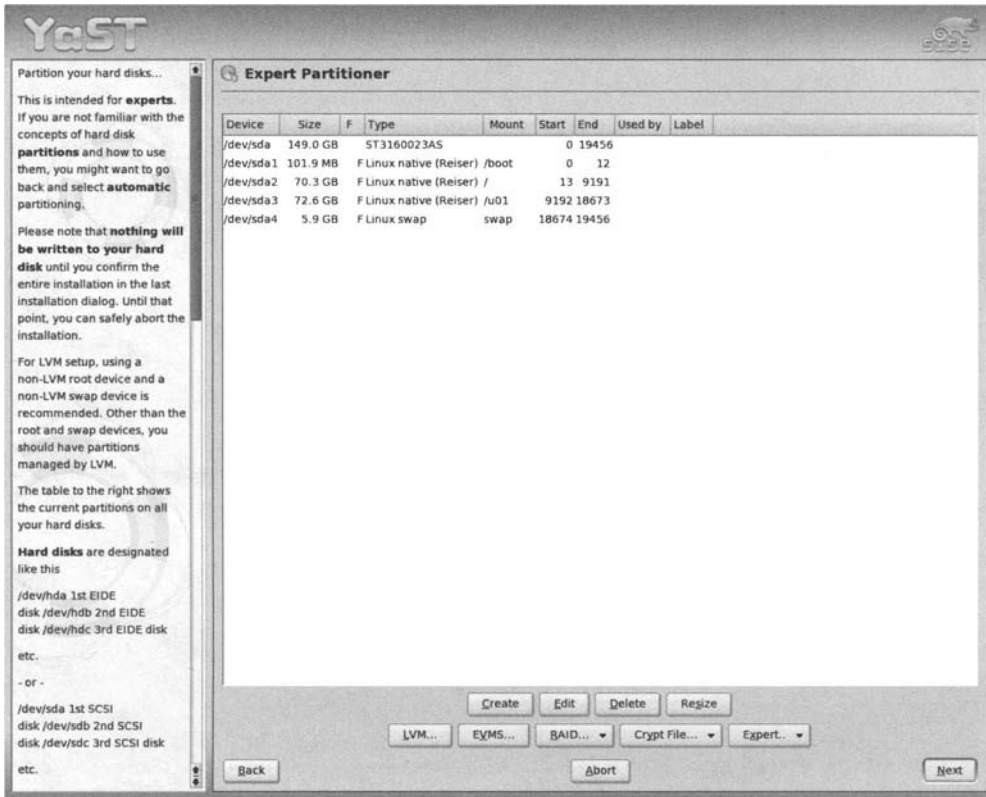 YaST
SUSE
Partition your hard disks...
This is intended for experts.
If you are not familiar with the
concepts of hard disk
partitions and how to use
them, you might want to go
back and select automatic
partitioning.
Please note that nothing will
be written to your hard
disk until you confirm the
entire installation in the last
installation dialog. Until that
point, you can safely abort the
installation.
For LVM setup, using a
non-LVM root device and a
non-LVM swap device is
recommended. Other than the
root and swap devices, you
should have partitions
managed by LVM.
The table to the right shows
the current partitions on all
your hard disks.
Hard disks are designated
like this
/dev/hda 1st EIDE
disk /dev/hdb 2nd EIDE
disk /dev/hdc 3rd EIDE disk
etc.
- or -
/dev/sda 1st SCSI
disk /dev/sdb 2nd SCSI
disk /dev/sdc 3rd SCSI disk
etc.
Expert Partitioner
Device Size F Type Mount Start End Used by Label
/dev/sda 149.0 GB ST3160023AS 0 19456
/dev/sda1 101.9 MB F Linux native (Reiser) /boot 0 12
/dev/sda2 70.3 GB F Linux native (Reiser) / 13 9191
/dev/sda3 72.6 GB F Linux native (Reiser) /u01 9192 18673
/dev/sda4 5.9 GB F Linux swap swap 18674 19456
Create Edit Delete Resize
LVM... EVMS... RAID... Crypt File... Expert..
Back Abort Next